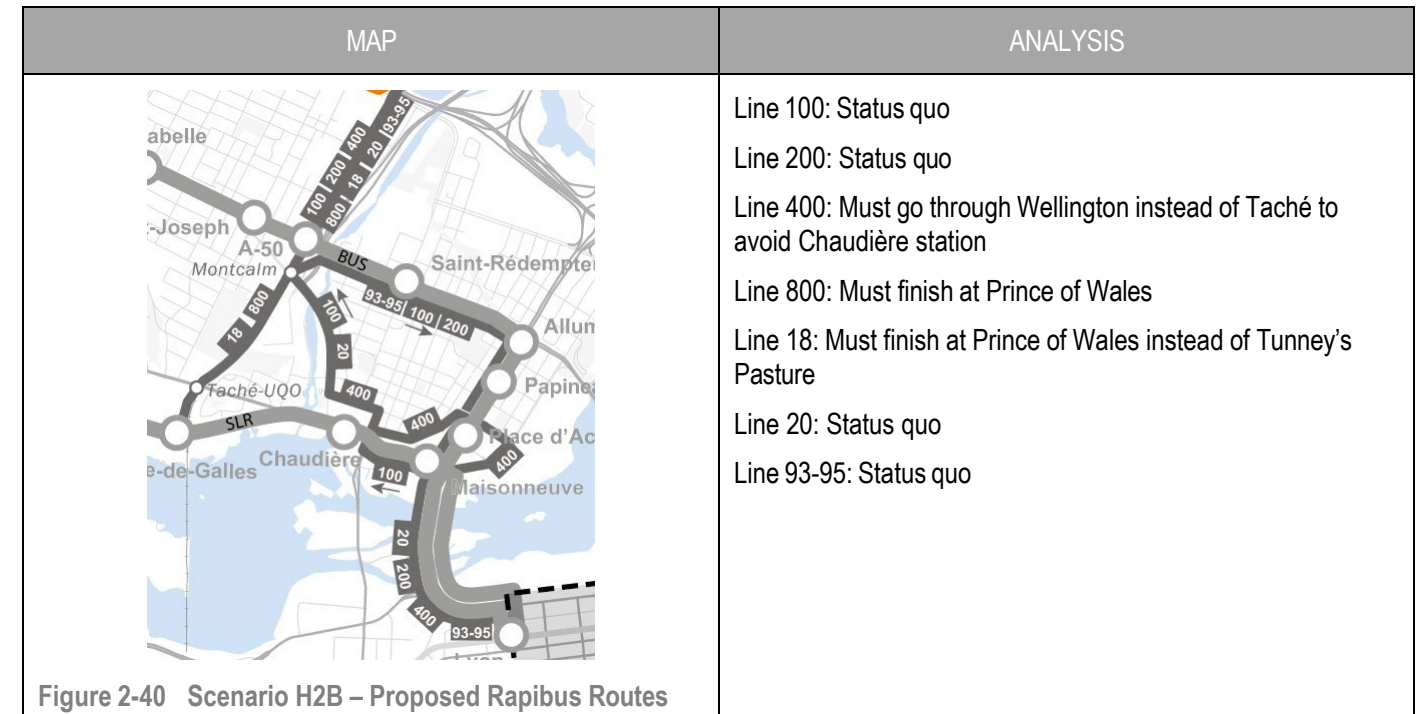 MAP
ANALYSIS
abelle
-Joseph
A-50
Montcalm
BUS
Saint-Rédempte
Allum
Papinea
Place d'Ac
Maisonneuve
Chaudière
e-de-Galles
SLR
Taché-UQO
Lyon
100 | 200 | 400
800 | 18 | 20 | 93-95
93-95 | 100 | 200
18 | 800
100
20
400
400
400
100
20
200
400
93-95
Line 100: Status quo
Line 200: Status quo
Line 400: Must go through Wellington instead of Taché to
avoid Chaudière station
Line 800: Must finish at Prince of Wales
Line 18: Must finish at Prince of Wales instead of Tunney's
Pasture
Line 20: Status quo
Line 93-95: Status quo
Figure 2-40 Scenario H2B – Proposed Rapibus Routes